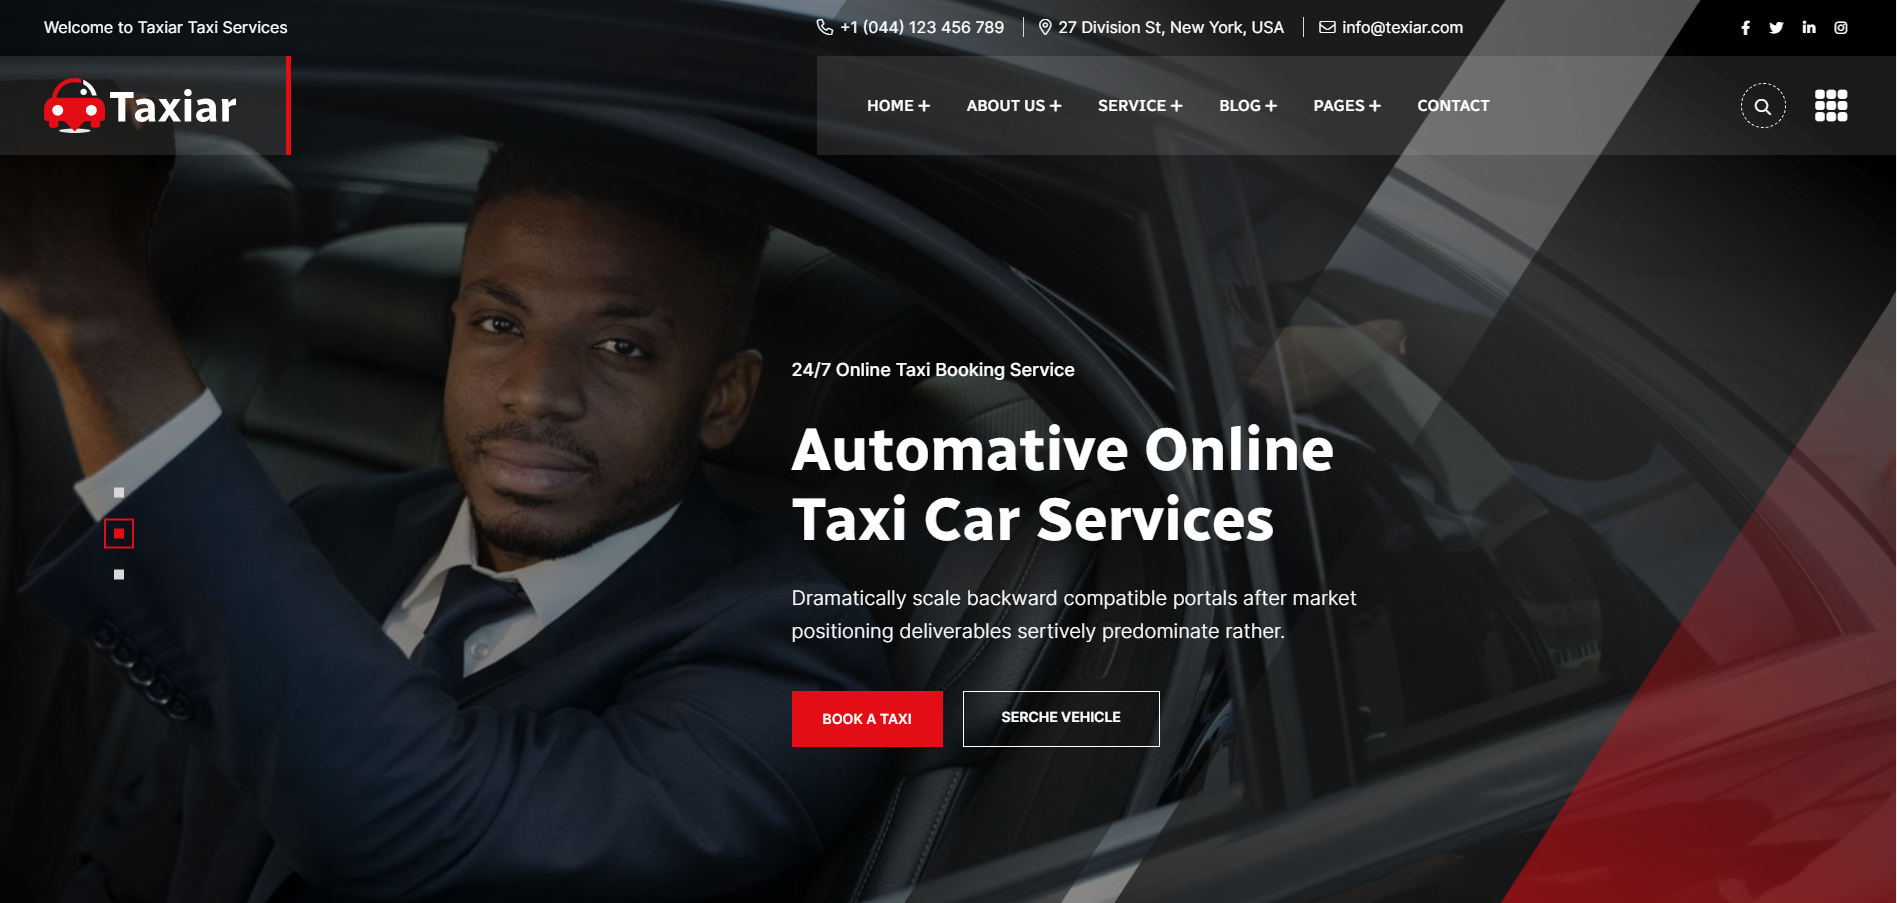 Welcome to Taxiar Taxi Services
+1 (044) 123 456 789
27 Division St, New York, USA
info@texiar.com
Taxiar
HOME + ABOUT US + SERVICE + BLOG + PAGES + CONTACT
24/7 Online Taxi Booking Service
Automative Online
Taxi Car Services
Dramatically scale backward compatible portals after market
positioning deliverables sertively predominate rather.
BOOK A TAXI
SERCHE VEHICLE